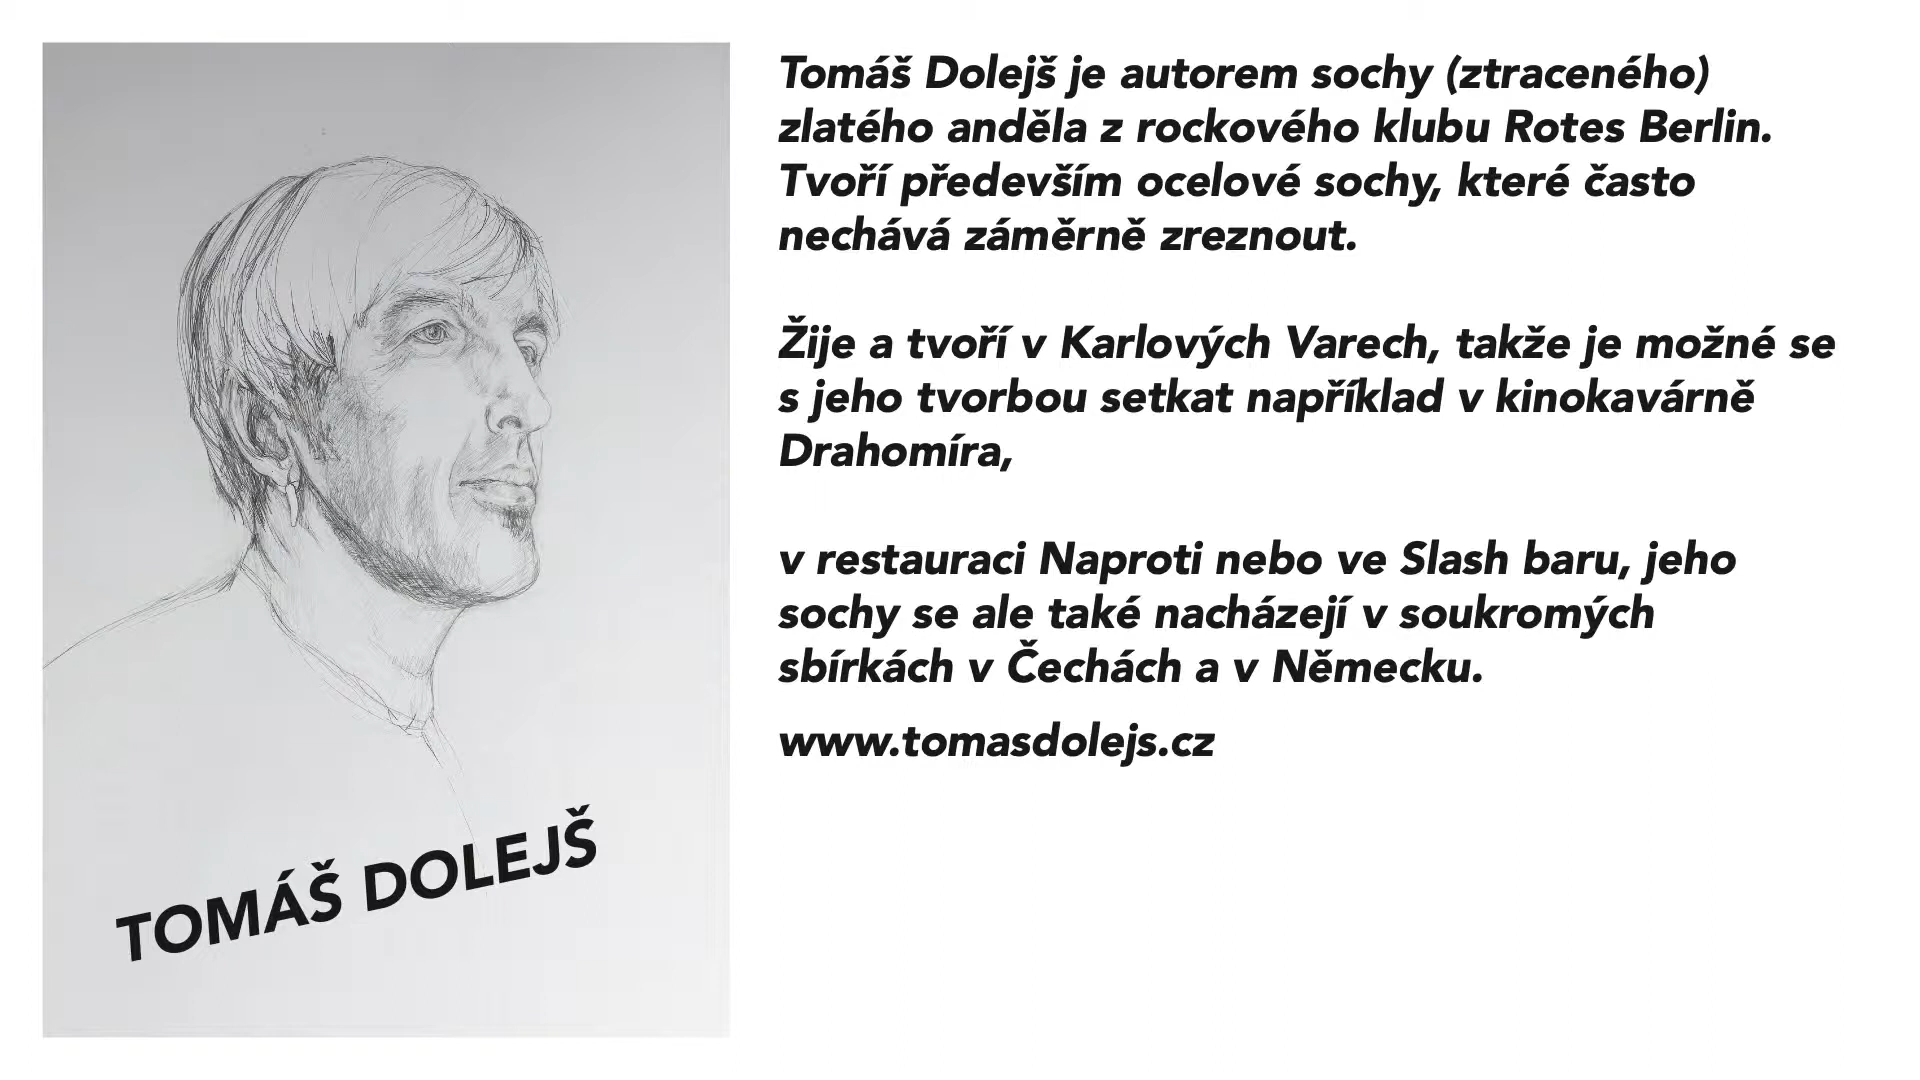 Tomáš Dolejš je autorem sochy (ztraceného)
zlatého anděla z rockového klubu Rotes Berlin.
Tvoří především ocelové sochy, které často
nechává záměrně zreznout.
Žije a tvoří v Karlových Varech, takže je možné se
s jeho tvorbou setkat například v kinokavárně
Drahomíra,
v restauraci Naproti nebo ve Slash baru, jeho
sochy se ale také nacházejí v soukromých
sbírkách v Čechách a v Německu.
www.tomasdolejs.cz
TOMÁŠ DOLEJŠ